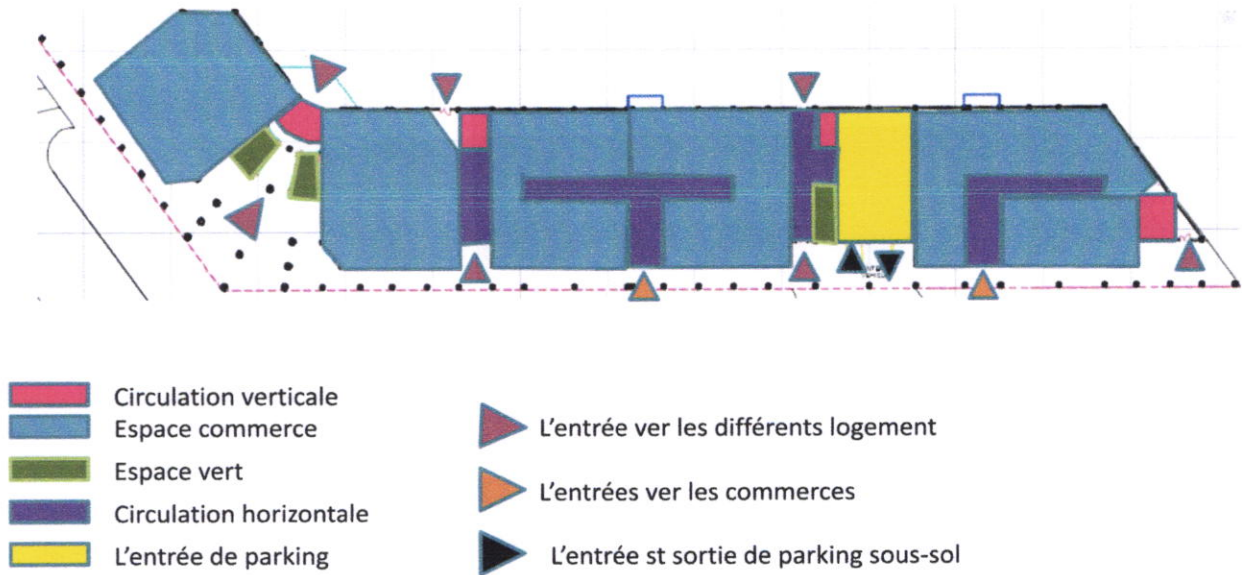 Circulation verticale
Espace commerce
Espace vert
Circulation horizontale
L'entrée de parking
L'entrée ver les différents logement
L'entrées ver les commerces
L'entrée st sortie de parking sous-sol